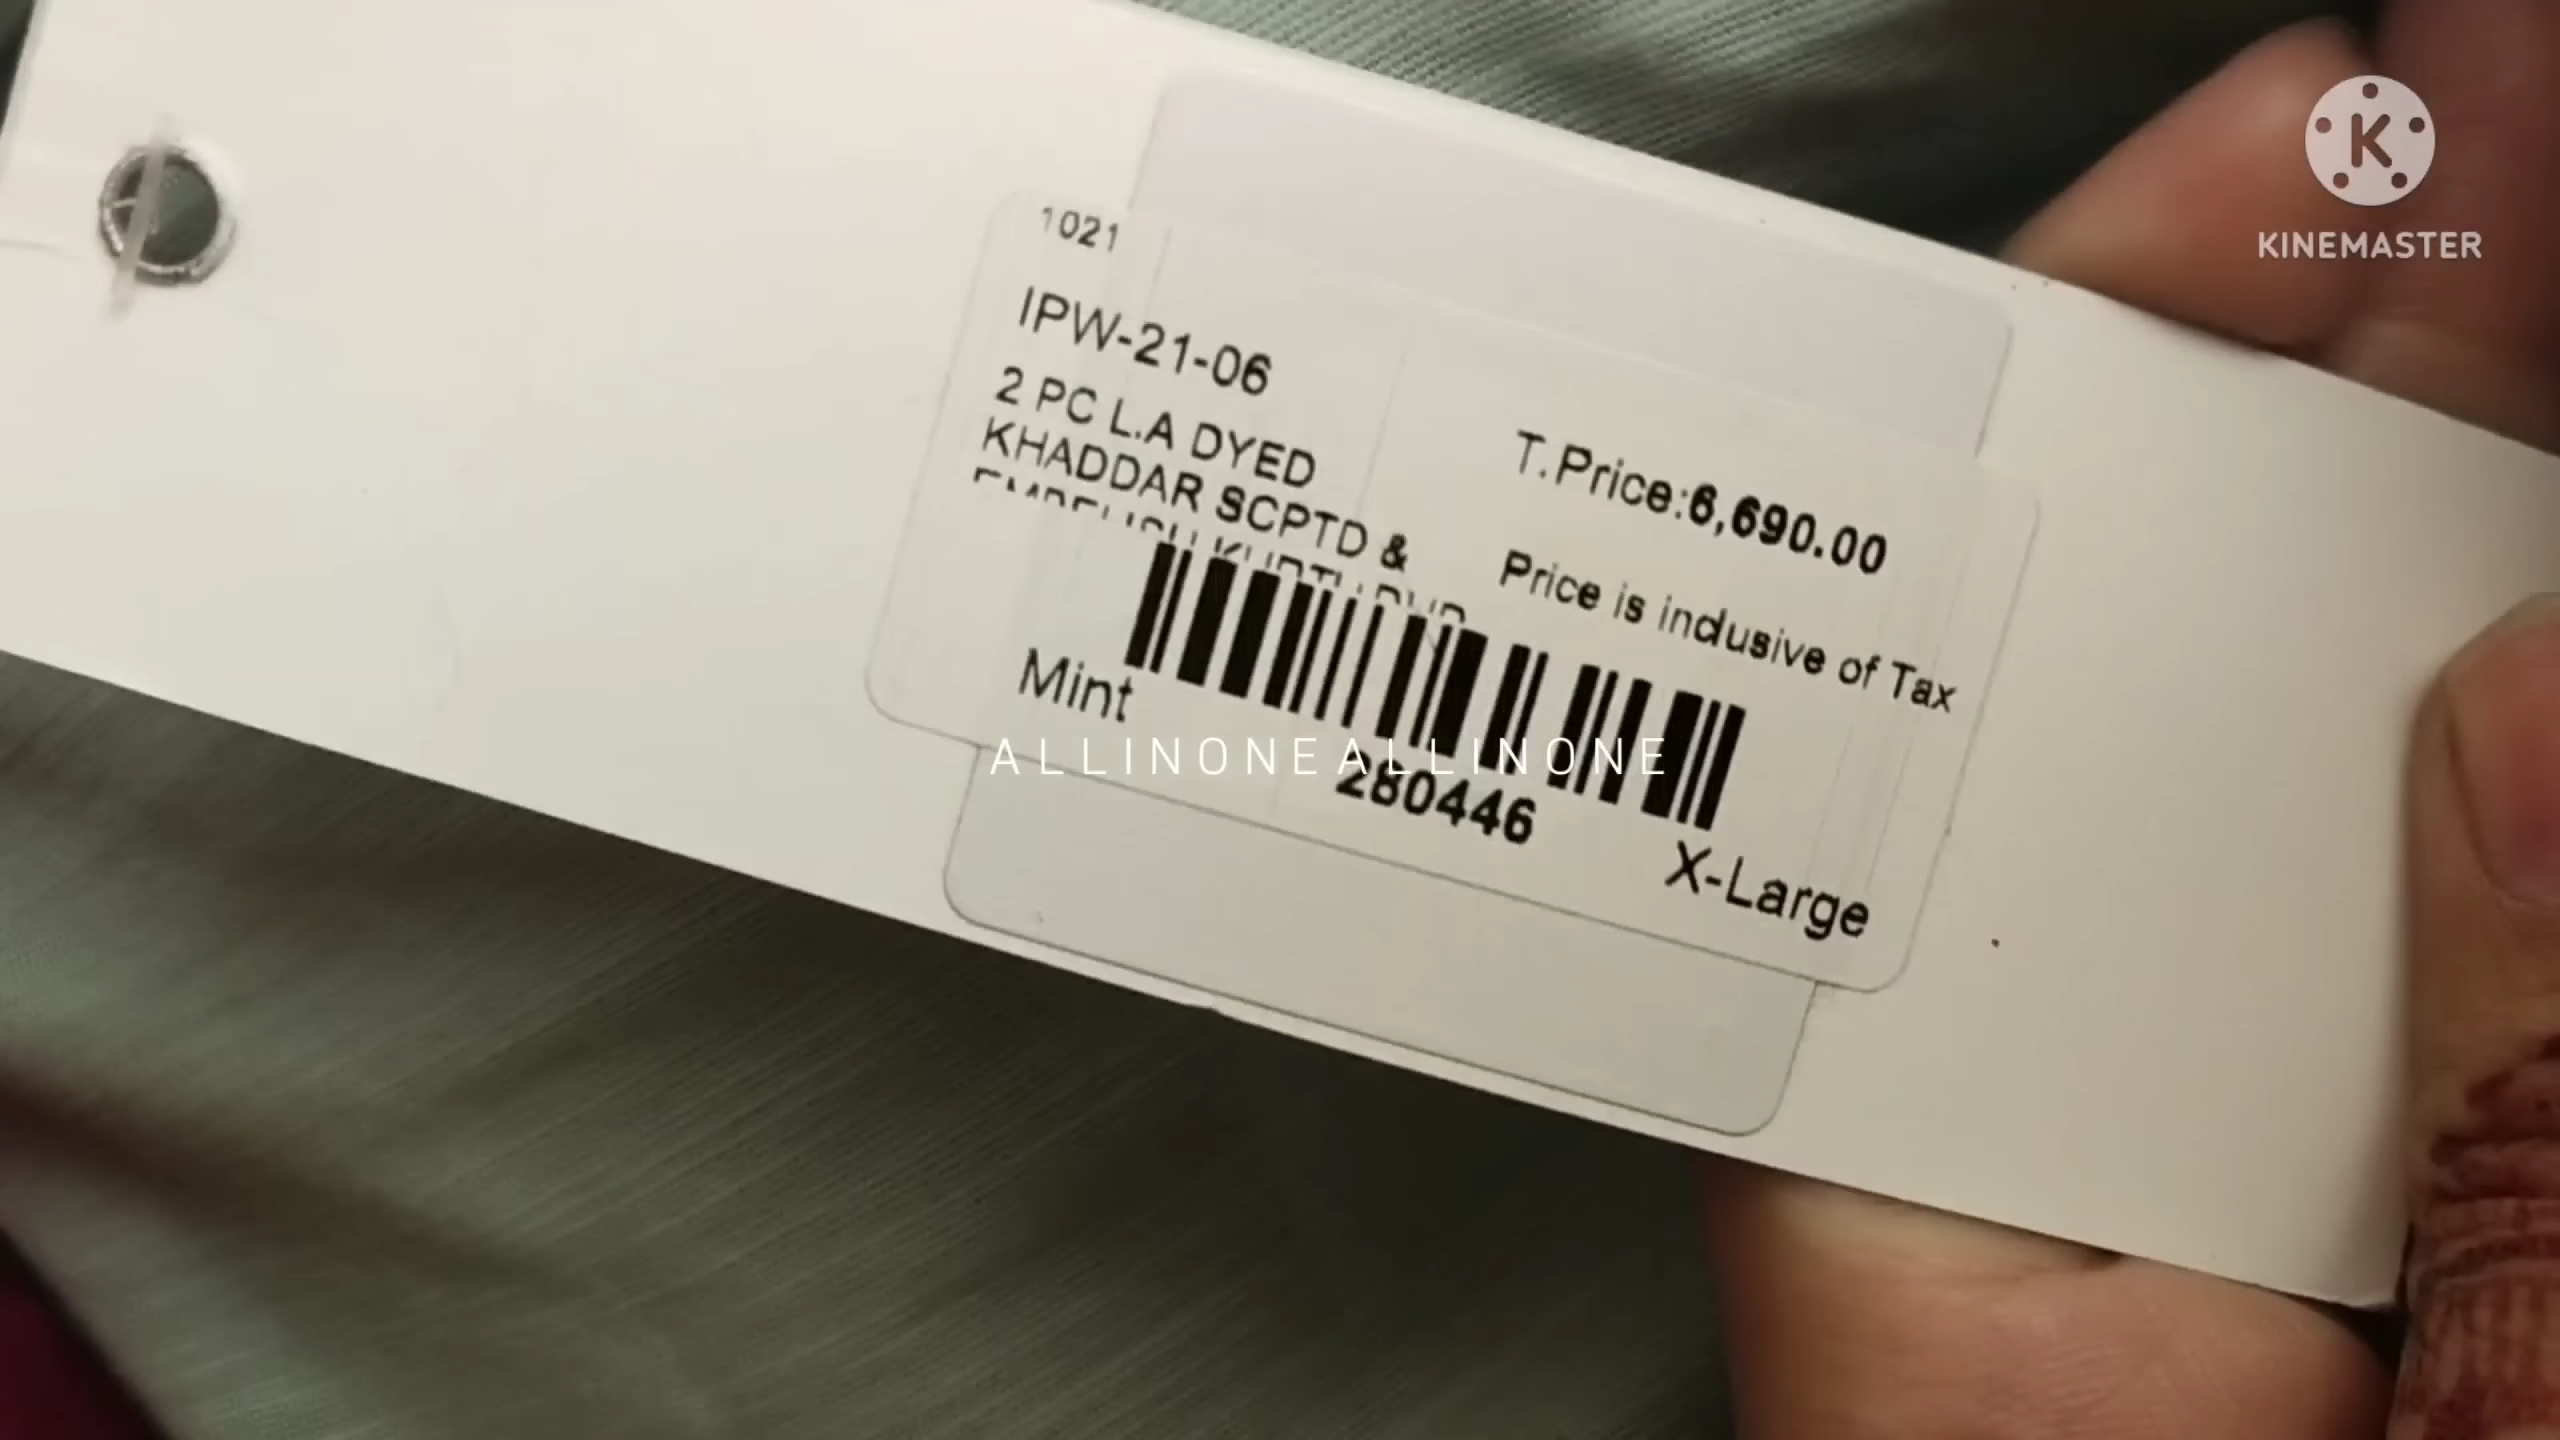 K
KINEMASTER
1021
IPW-21-06
2 PC L.A DYED
KHADDAR SCPTD &
T.Price:6,690.00
Price is inclusive of Tax
Mint
ALLINONEALLINONE
280446
X-Large